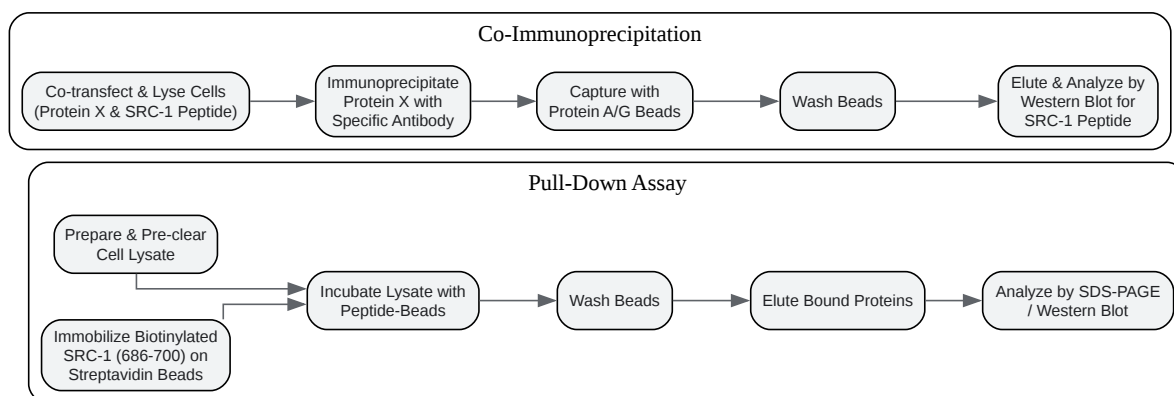 Co-Immunoprecipitation
Co-transfect & Lyse Cells
(Protein X & SRC-1 Peptide)
Immunoprecipitate
Protein X with
Specific Antibody
Capture with
Protein A/G Beads
Wash Beads
Elute & Analyze by
Western Blot for
SRC-1 Peptide
Pull-Down Assay
Prepare & Pre-clear
Cell Lysate
Immobilize Biotinylated
SRC-1 (686-700) on
Streptavidin Beads
Incubate Lysate with
Peptide-Beads
Wash Beads
Elute Bound Proteins
Analyze by SDS-PAGE
/ Western Blot